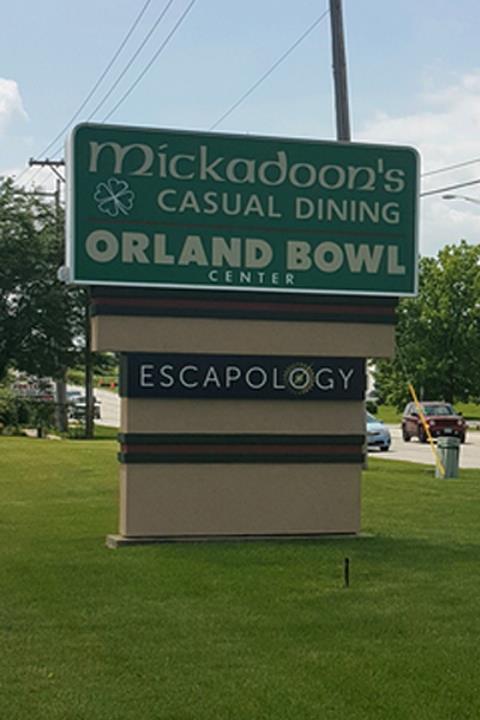 Mickadoon's
CASUAL DINING
ORLAND BOWL
CENTER
ESCAPOLOGY